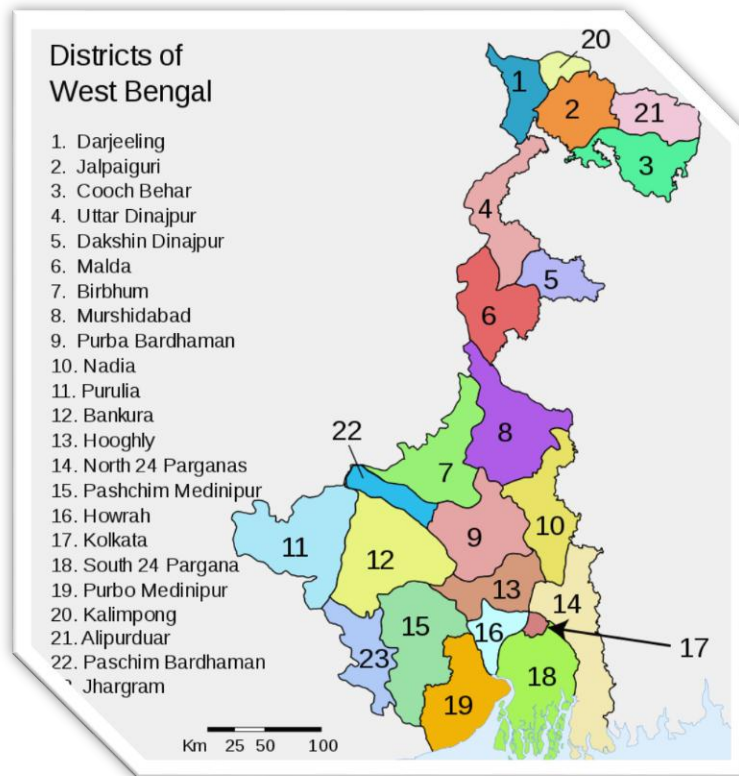 Districts of
West Bengal
1. Darjeeling
2. Jalpaiguri
3. Cooch Behar
4. Uttar Dinajpur
5. Dakshin Dinajpur
6. Malda
7. Birbhum
8. Murshidabad
9. Purba Bardhaman
10. Nadia
11. Purulia
12. Bankura
13. Hooghly
14. North 24 Parganas
15. Pashchim Medinipur
16. Howrah
17. Kolkata
18. South 24 Pargana
19. Purbo Medinipur
20. Kalimpong
21. Alipurduar
22. Paschim Bardhaman
Jhargram
20
1
2
21
3
4
5
6
8
22
7
10
9
11
12
13
14
15
16
17
23
18
19
Km 25 50 100